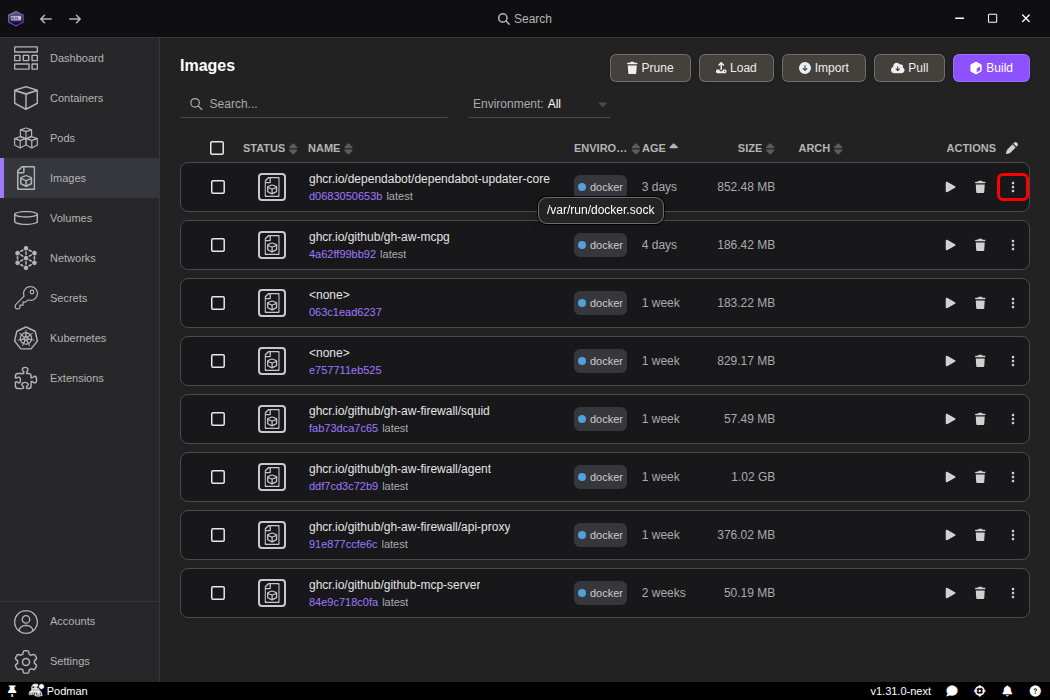 Search
Dashboard
Containers
Pods
Images
Volumes
Networks
Secrets
Kubernetes
Extensions
Accounts
Settings
Images
Prune
Load
Import
Pull
Build
Search...
Environment: All
STATUS NAME ENVIRO... AGE SIZE ARCH ACTIONS
ghcr.io/dependabot/dependabot-updater-core
d0683050653b latest
docker 3 days 852.48 MB
/var/run/docker.sock
ghcr.io/github/gh-aw-mcpg
4a62ff99bb92 latest
docker 4 days 186.42 MB
<none>
063c1ead6237
docker 1 week 183.22 MB
<none>
e757711eb525
docker 1 week 829.17 MB
ghcr.io/github/gh-aw-firewall/squid
fab73dca7c65 latest
docker 1 week 57.49 MB
ghcr.io/github/gh-aw-firewall/agent
ddf7cd3c72b9 latest
docker 1 week 1.02 GB
ghcr.io/github/gh-aw-firewall/api-proxy
91e877ccfe6c latest
docker 1 week 376.02 MB
ghcr.io/github/github-mcp-server
84e9c718c0fa latest
docker 2 weeks 50.19 MB
Podman
v1.31.0-next